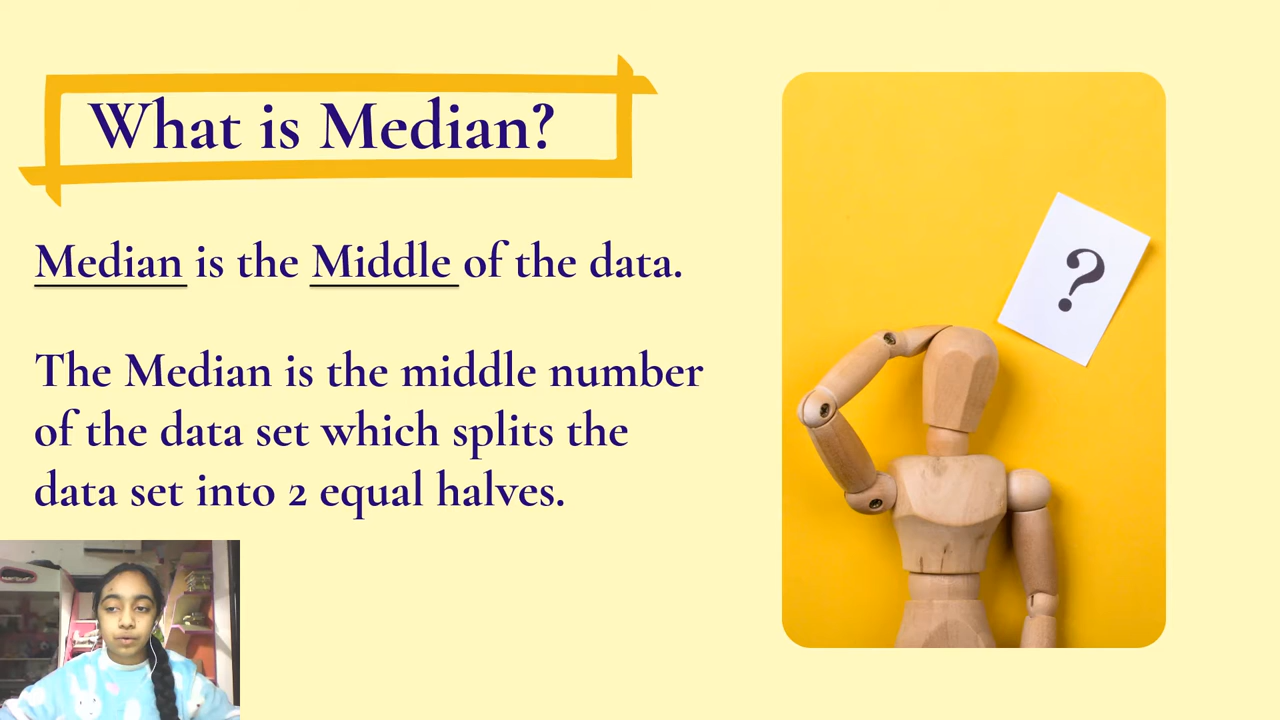 What is Median?
Median is the Middle of the data.
The Median is the middle number
of the data set which splits the
data set into 2 equal halves.
?